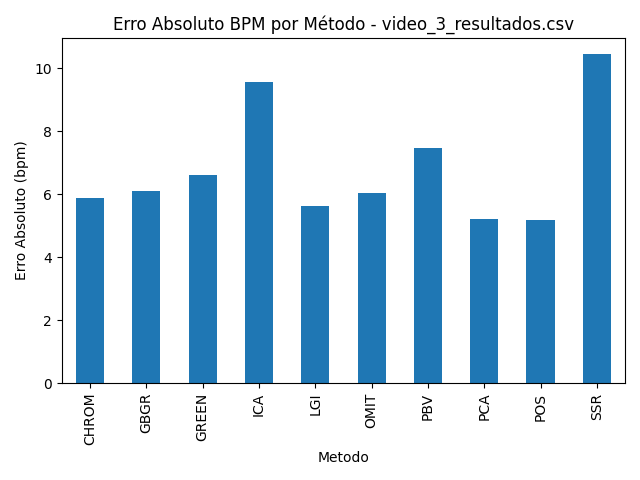 Erro Absoluto BPM por Método - video_3_resultados.csv
Erro Absoluto (bpm)
10
8
6
4
2
0
CHROM
GBGR
GREEN
ICA
LGI
OMIT
PBV
PCA
POS
SSR
Metodo